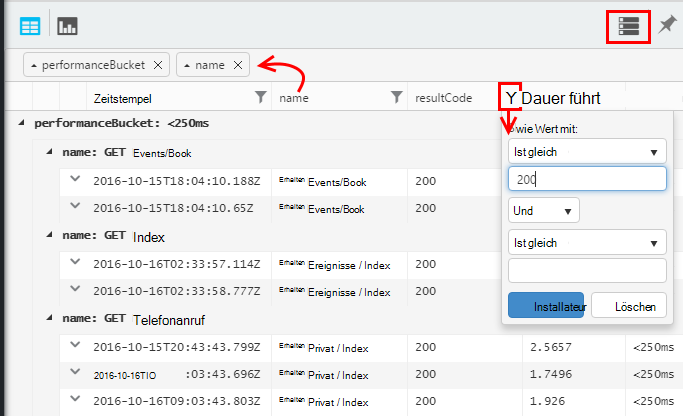 performanceBucket × name ×
Zeitstempel name resultCode Y Dauer führt
performanceBucket: <250ms
wie Wert mit:
name: GET Events/Book
Ist gleich
2016-10-15T18:04:10.188Z Erhalten Events/Book 200
200
2016-10-15T18:04:10.65Z Erhalten Events/Book 200
Und
name: GET Index
Ist gleich
2016-10-16T02:33:57.114Z Erhalten Ereignisse / Index 200
2016-10-16T02:33:58.777Z Erhalten Ereignisse / Index 200
Installateur Löschen
name: GET Telefonanruf
2016-10-15T20:43:43.799Z Erhalten Privat / Index 200 2.5657 <250ms
2016-10-16TIO :03:43.696Z Erhalten Privat / Index 200 1.7496 <250ms
2016-10-16T09:03:43.803Z Erhalten Privat / Index 200 1.926 <250ms